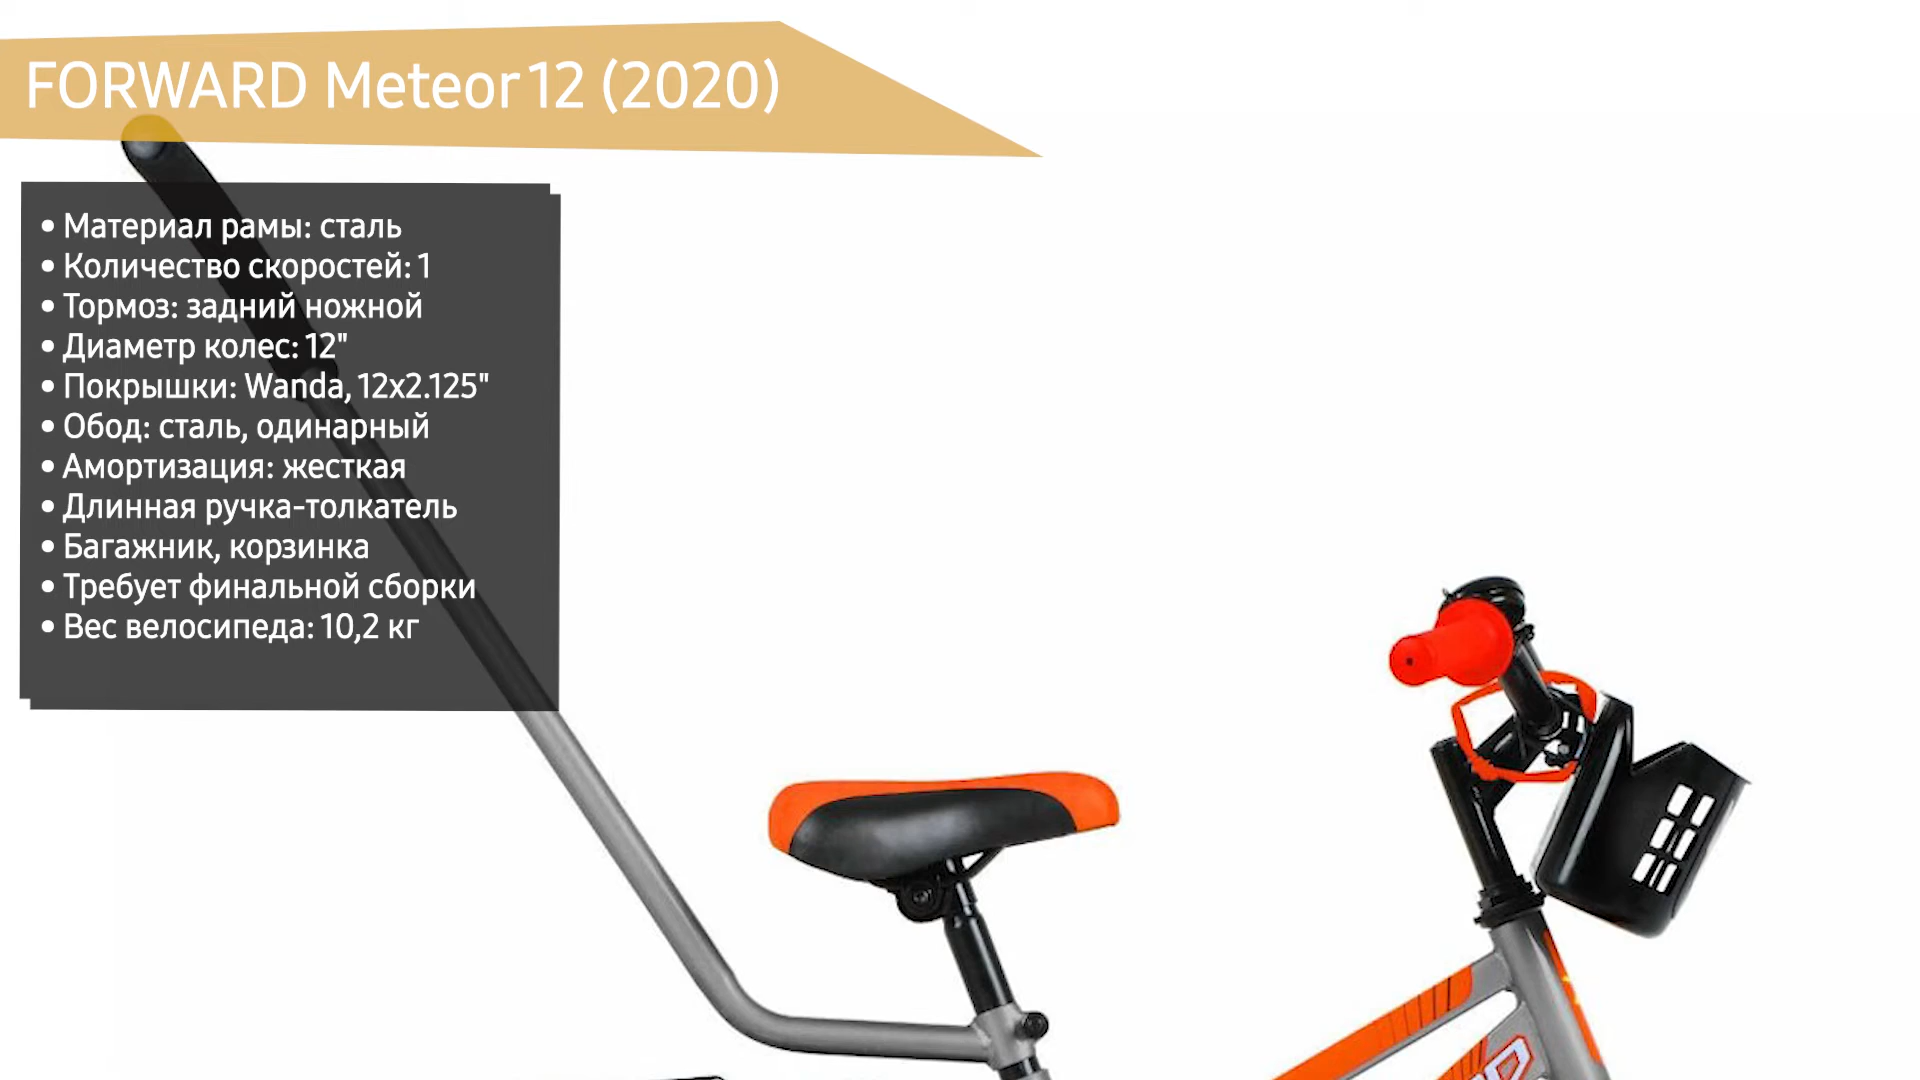 FORWARD Meteor 12 (2020)
• Материал рамы: сталь
• Количество скоростей: 1
• Тормоз: задний ножной
• Диаметр колес: 12"
• Покрышки: Wanda, 12x2.125"
• Обод: сталь, одинарный
• Амортизация: жесткая
• Длинная ручка-толкатель
• Багажник, корзинка
• Требует финальной сборки
• Вес велосипеда: 10,2 кг